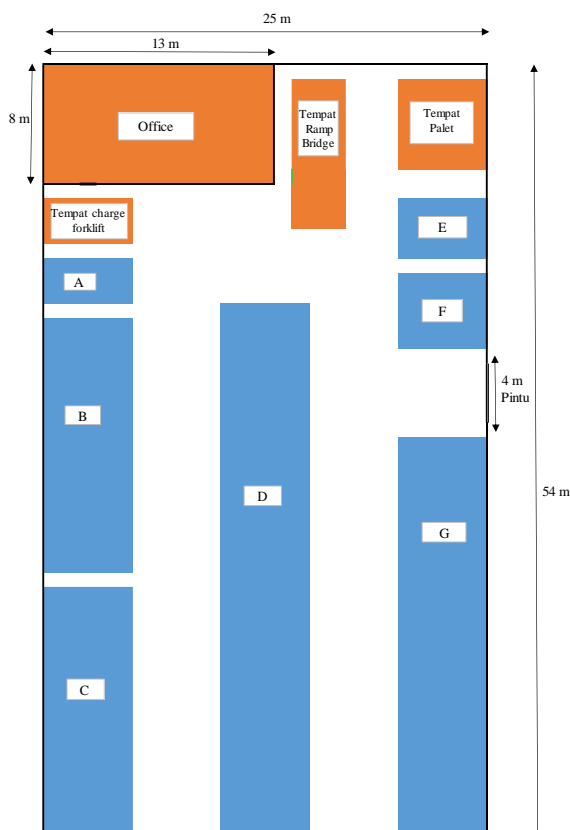 25 m
13 m
8 m
Office
Tempat
Ramp
Bridge
Tempat
Palet
Tempat charge
forklift
E
A
F
4 m
Pintu
B
D
54 m
G
C